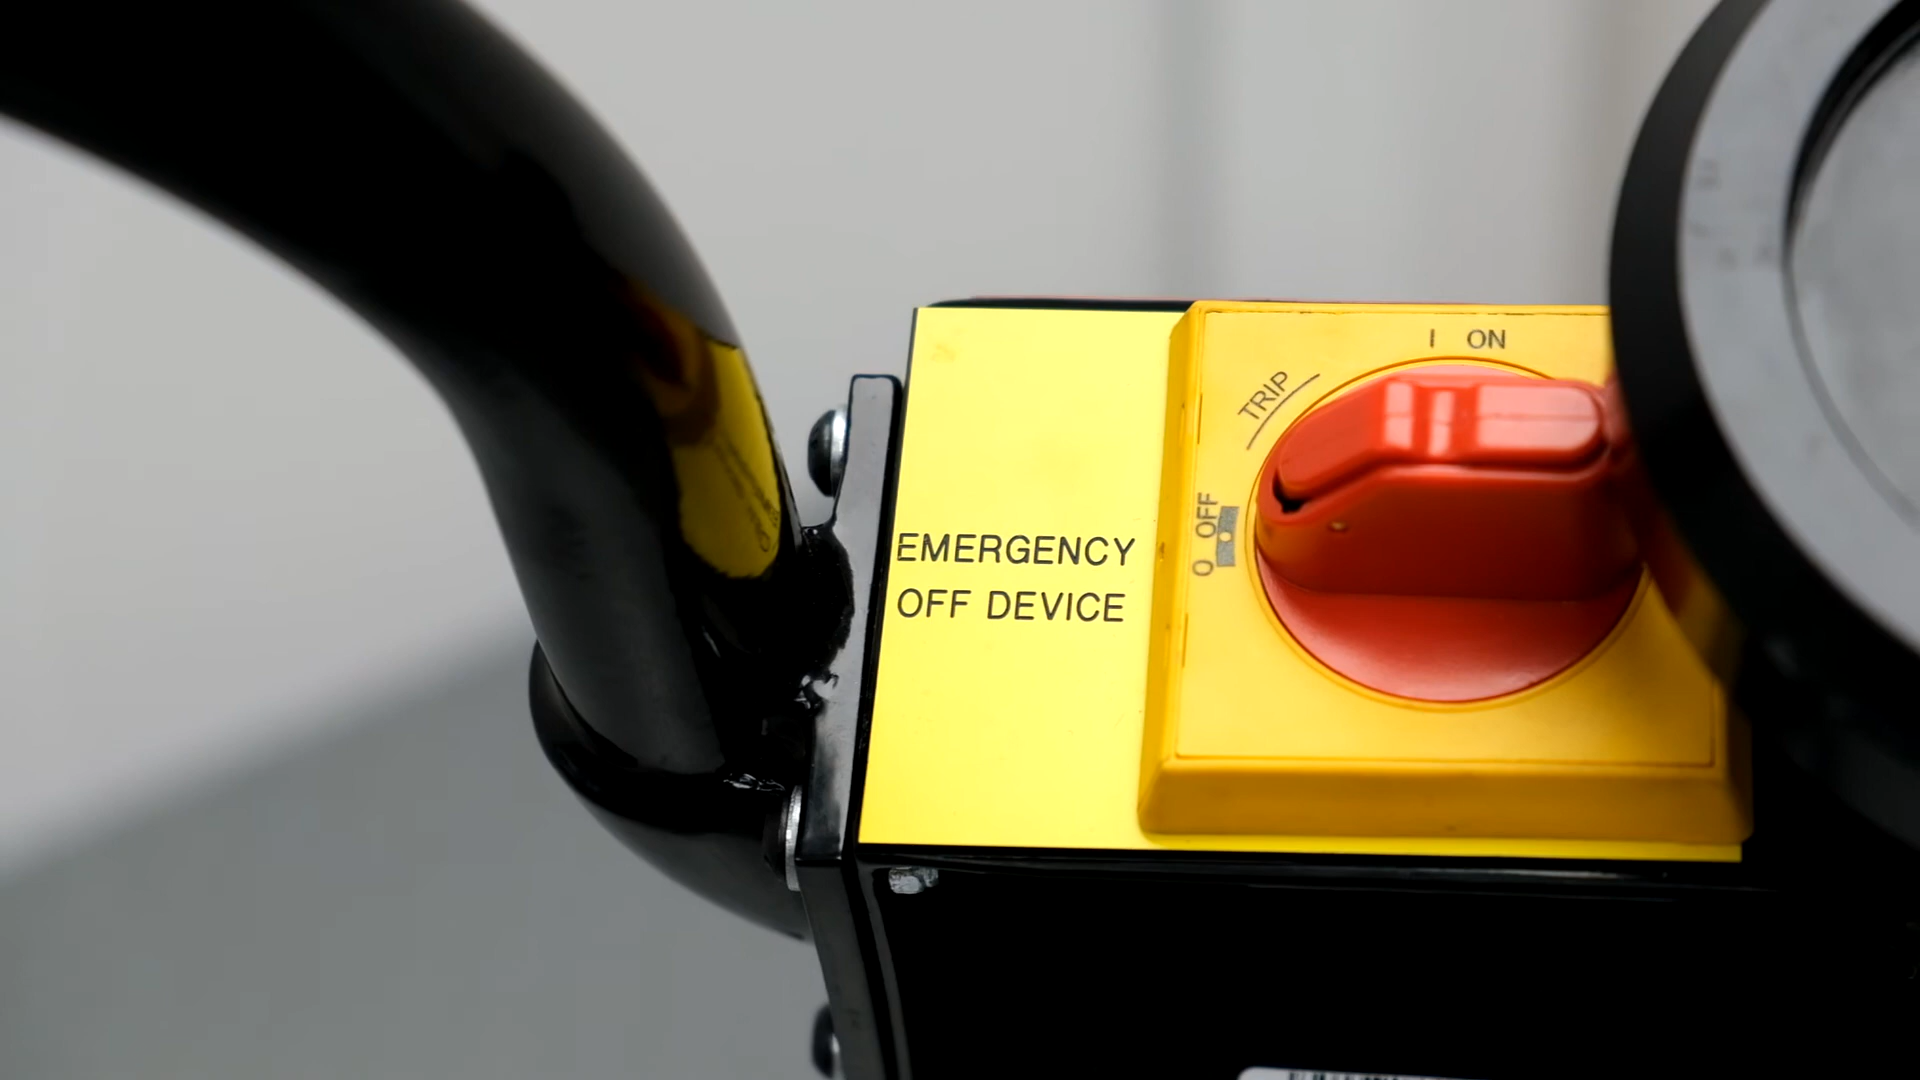 I ON
TRIP
O OFF
EMERGENCY
OFF DEVICE